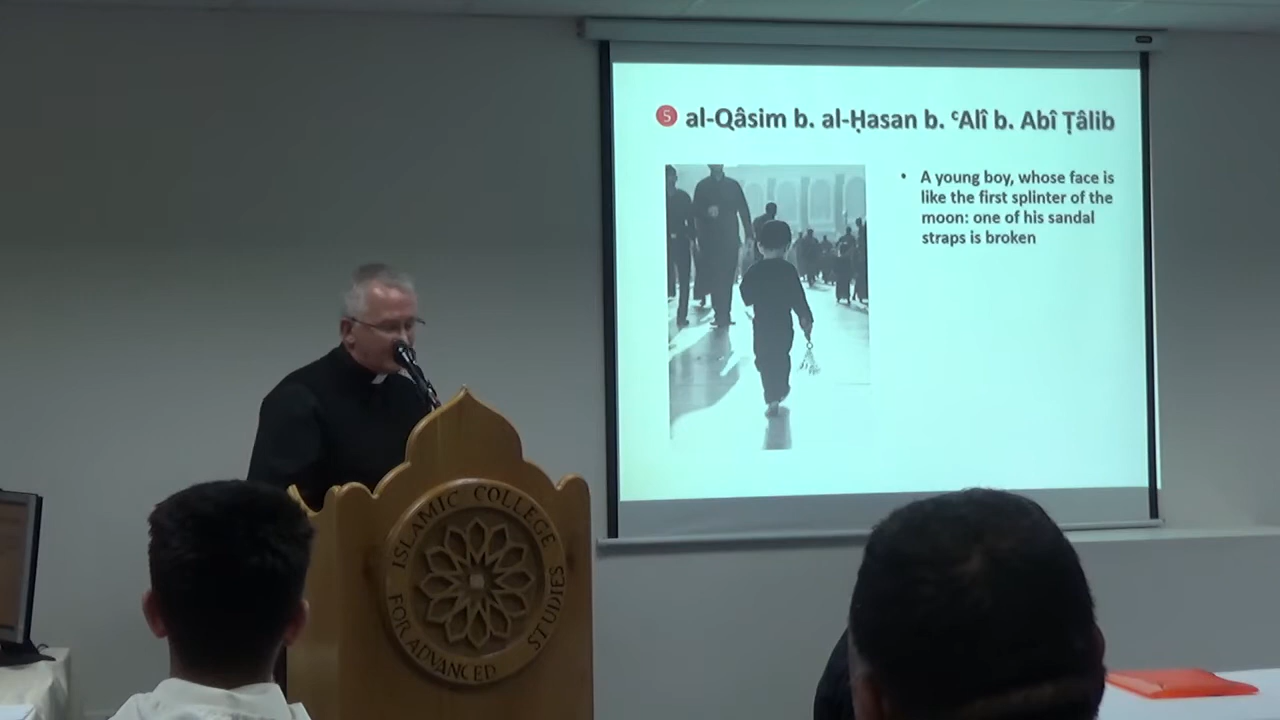 5 al-Qâsim b. al-Ḥasan b. ᶜAlî b. Abî Ṭâlib
• A young boy, whose face is
like the first splinter of the
moon: one of his sandal
straps is broken
ISLAMIC COLLEGE
FOR ADVANCED
STUDIES